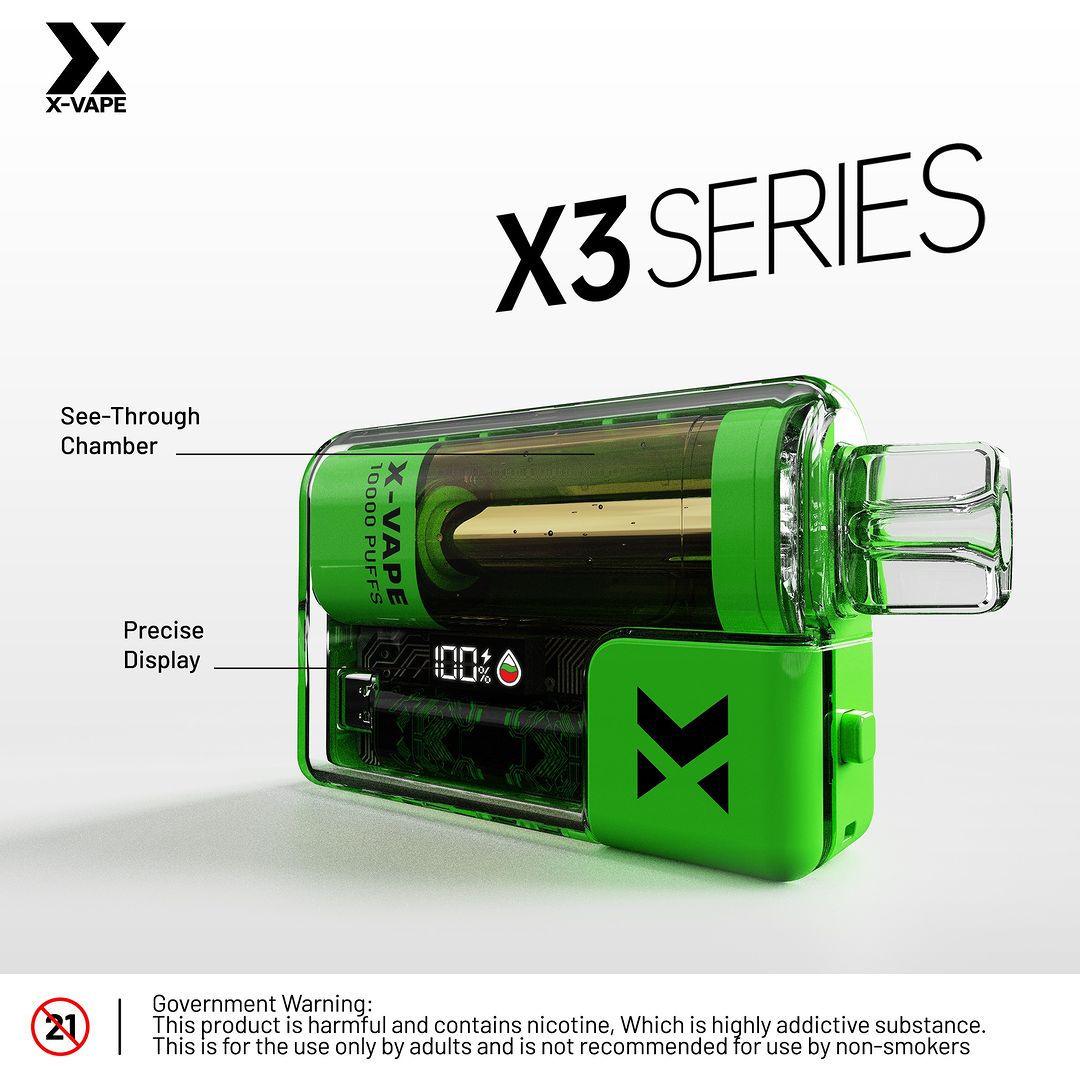 X-VAPE
X3 SERIES
See-Through
Chamber
X-VAPE
10000 PUFFS
Precise
Display
100%
21
Government Warning:
This product is harmful and contains nicotine, Which is highly addictive substance.
This is for the use only by adults and is not recommended for use by non-smokers